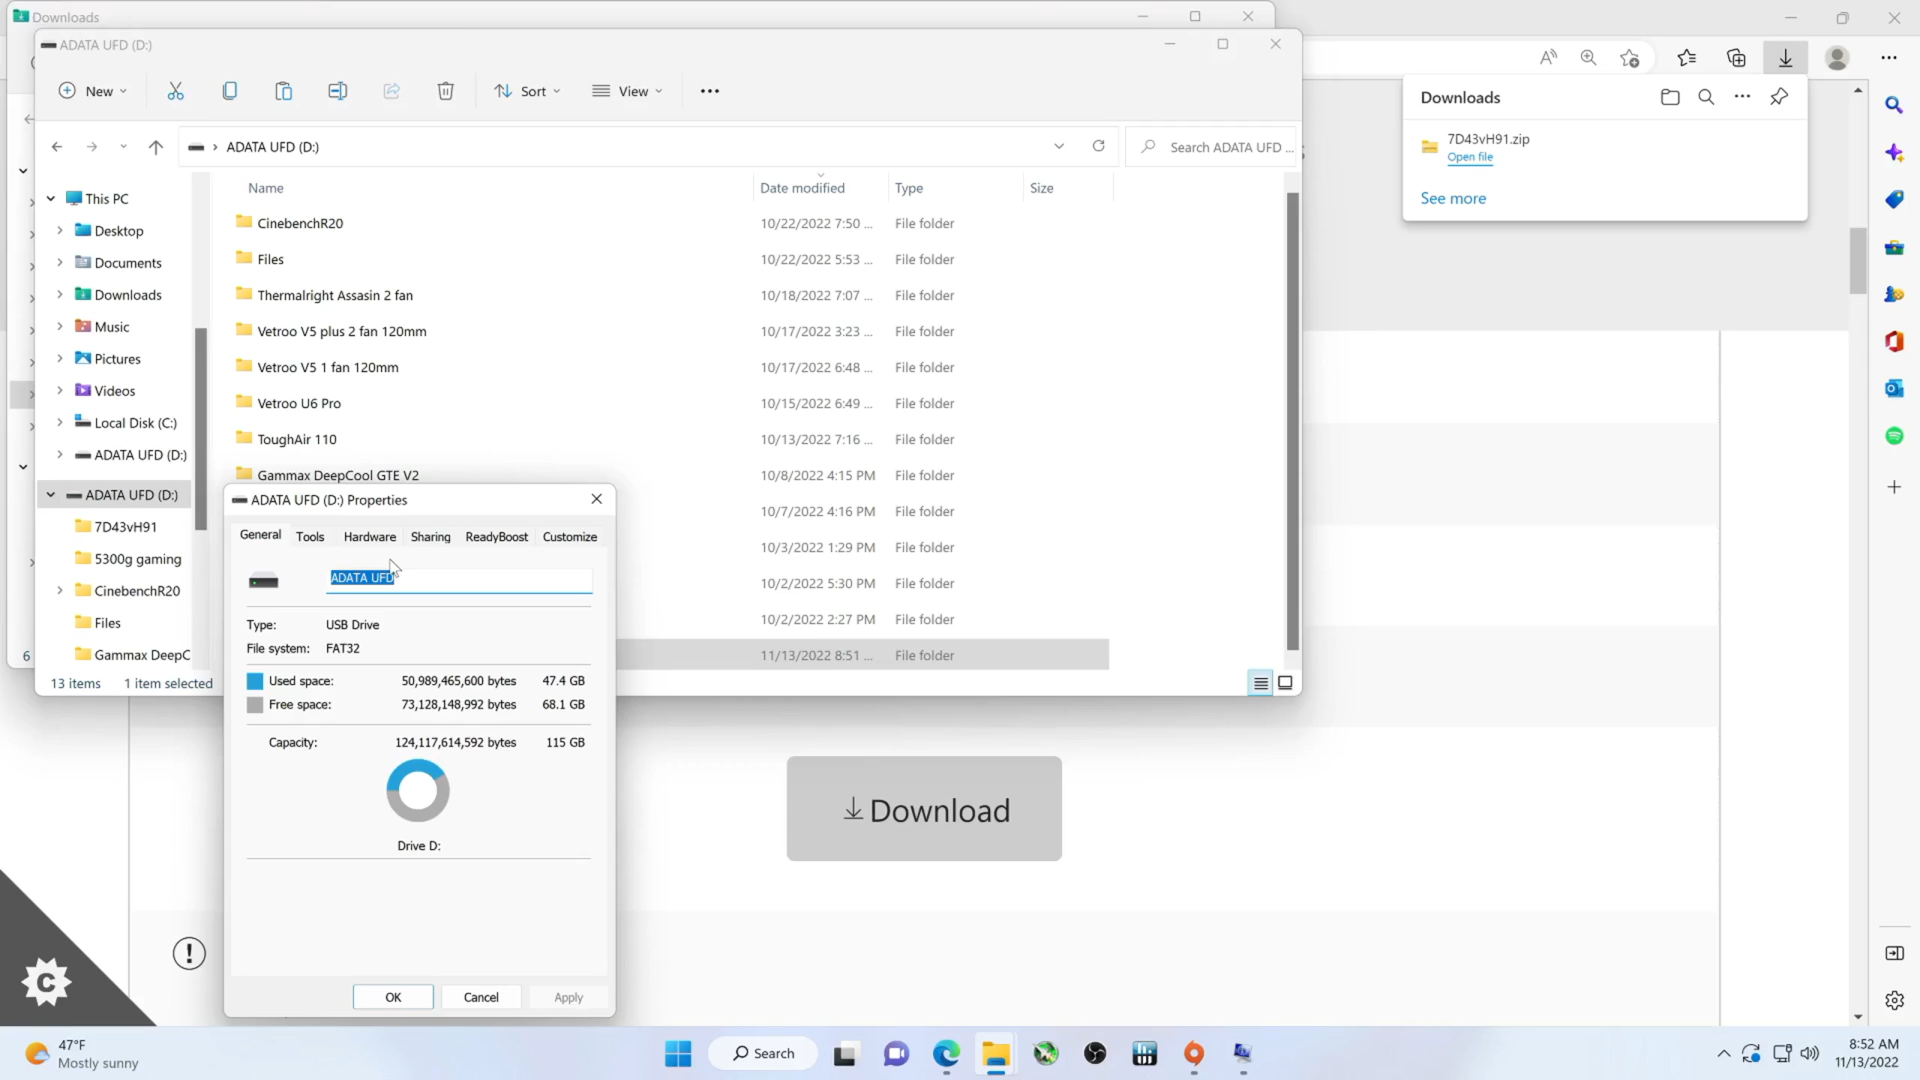 Downloads
ADATA UFD (D:)
New
Sort
View
ADATA UFD (D:)
Search ADATA UFD ...
Name
Date modified
Type
Size
This PC
Desktop
Documents
Downloads
Music
Pictures
Videos
Local Disk (C:)
ADATA UFD (D:)
ADATA UFD (D:)
7D43vH91
5300g gaming
CinebenchR20
Files
Gammax DeepC
CinebenchR20 10/22/2022 7:50 ... File folder
Files 10/22/2022 5:53 ... File folder
Thermalright Assasin 2 fan 10/18/2022 7:07 ... File folder
Vetroo V5 plus 2 fan 120mm 10/17/2022 3:23 ... File folder
Vetroo V5 1 fan 120mm 10/17/2022 6:48 ... File folder
Vetroo U6 Pro 10/15/2022 6:49 ... File folder
ToughAir 110 10/13/2022 7:16 ... File folder
Gammax DeepCool GTE V2 10/8/2022 4:15 PM File folder
10/7/2022 4:16 PM File folder
10/3/2022 1:29 PM File folder
10/2/2022 5:30 PM File folder
10/2/2022 2:27 PM File folder
11/13/2022 8:51 ... File folder
6
13 items 1 item selected
ADATA UFD (D:) Properties
General Tools Hardware Sharing ReadyBoost Customize
ADATA UFD
Type: USB Drive
File system: FAT32
Used space: 50,989,465,600 bytes 47.4 GB
Free space: 73,128,148,992 bytes 68.1 GB
Capacity: 124,117,614,592 bytes 115 GB
Drive D:
OK Cancel Apply
Downloads
7D43vH91.zip
Open file
See more
Download
!
C
47°F
Mostly sunny
Search
8:52 AM
11/13/2022